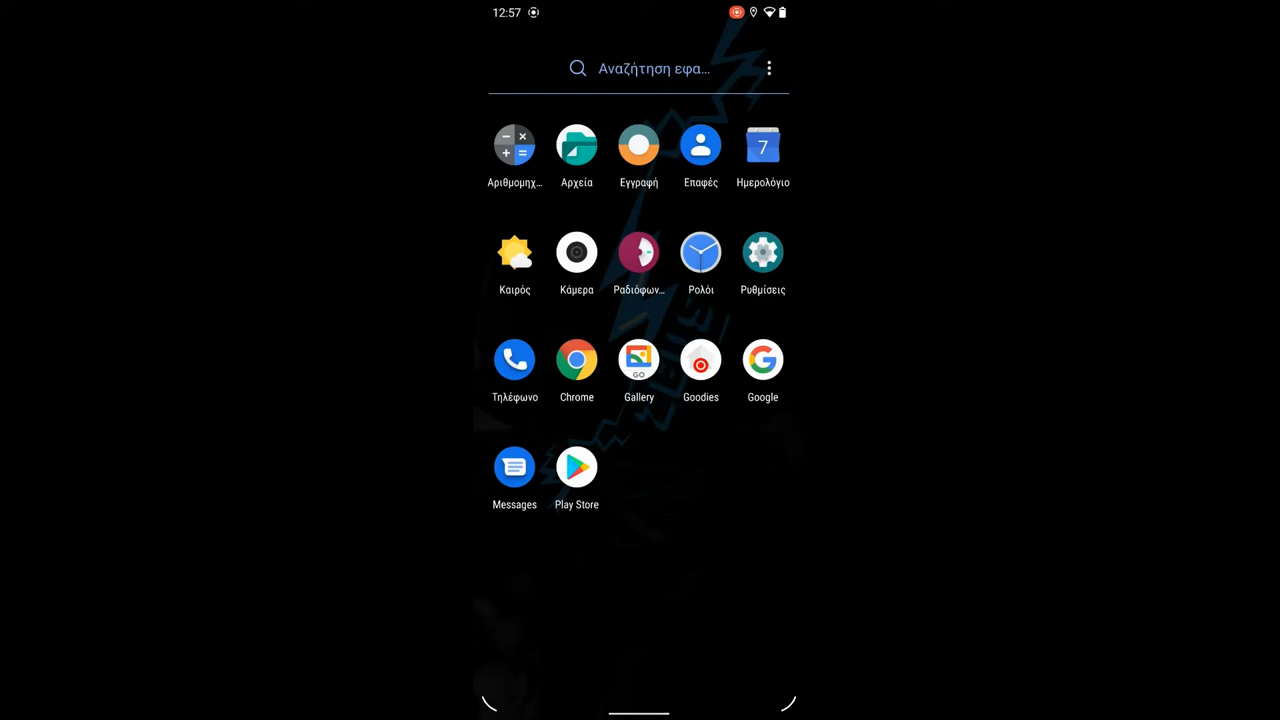 12:57
Αναζήτηση εφα…
Αριθμομηχ… Αρχεία Εγγραφή Επαφές 7 Ημερολόγιο
Καιρός Κάμερα Ραδιόφων… Ρολόι Ρυθμίσεις
Τηλέφωνο Chrome GO Gallery Goodies Google
Messages Play Store